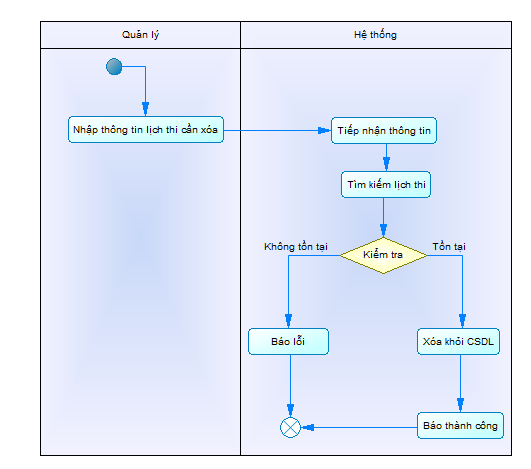 Quản lý
Hệ thống
Nhập thông tin lịch thi cần xóa
Tiếp nhận thông tin
Tìm kiếm lịch thi
Kiểm tra
Không tồn tại
Tồn tại
Báo lỗi
Xóa khỏi CSDL
Báo thành công